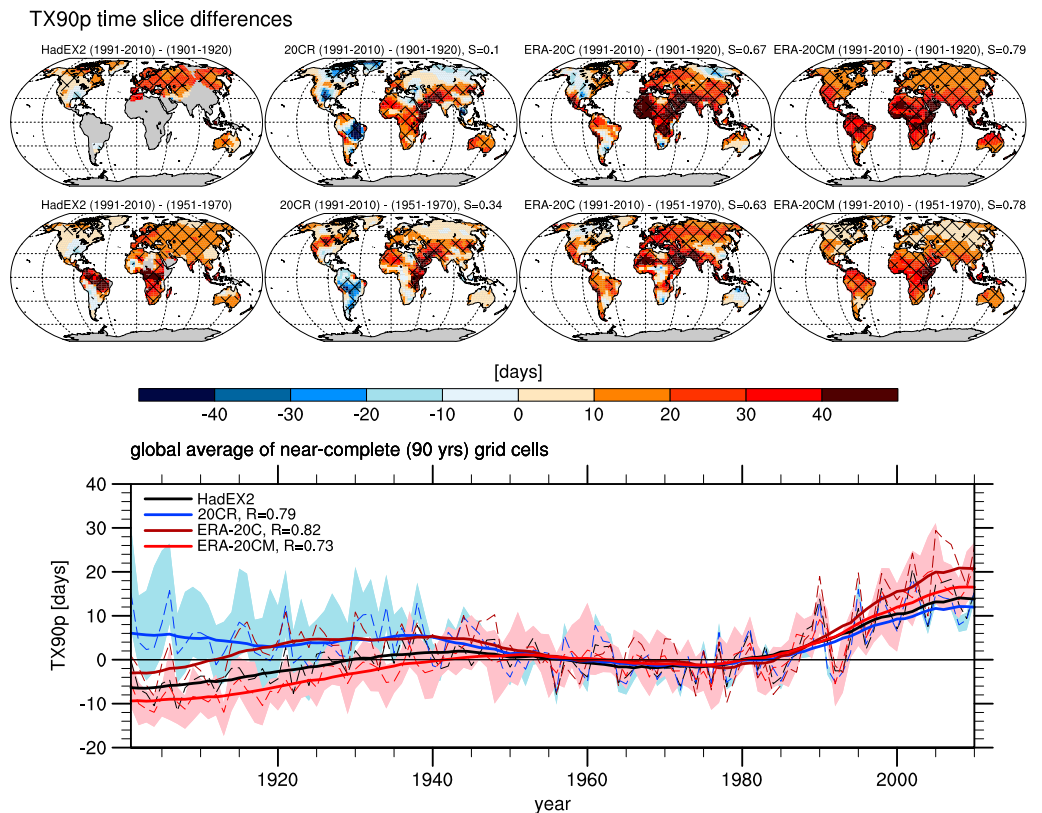 TX90p time slice differences
HadEX2 (1991-2010) - (1901-1920)
20CR (1991-2010) - (1901-1920), S=0.1
ERA-20C (1991-2010) - (1901-1920), S=0.67
ERA-20CM (1991-2010) - (1901-1920), S=0.79
HadEX2 (1991-2010) - (1951-1970)
20CR (1991-2010) - (1951-1970), S=0.34
ERA-20C (1991-2010) - (1951-1970), S=0.63
ERA-20CM (1991-2010) - (1951-1970), S=0.78
[days]
-40 -30 -20 -10 0 10 20 30 40
global average of near-complete (90 yrs) grid cells
HadEX2
20CR, R=0.79
ERA-20C, R=0.82
ERA-20CM, R=0.73
TX90p [days]
40
30
20
10
0
-10
-20
1920 1940 1960 1980 2000
year